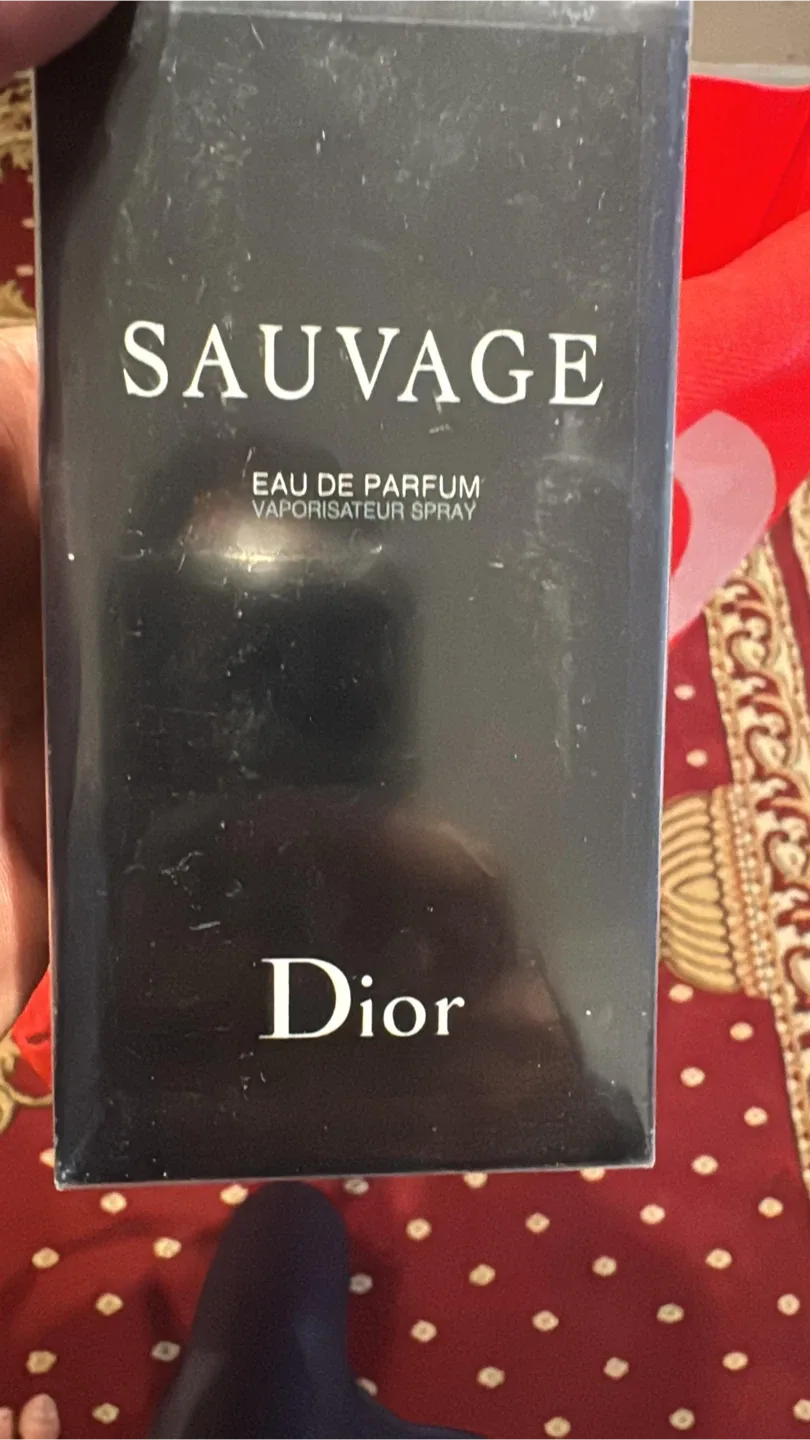 SAUVAGE
EAU DE PARFUM
VAPORISATEUR SPRAY
Dior